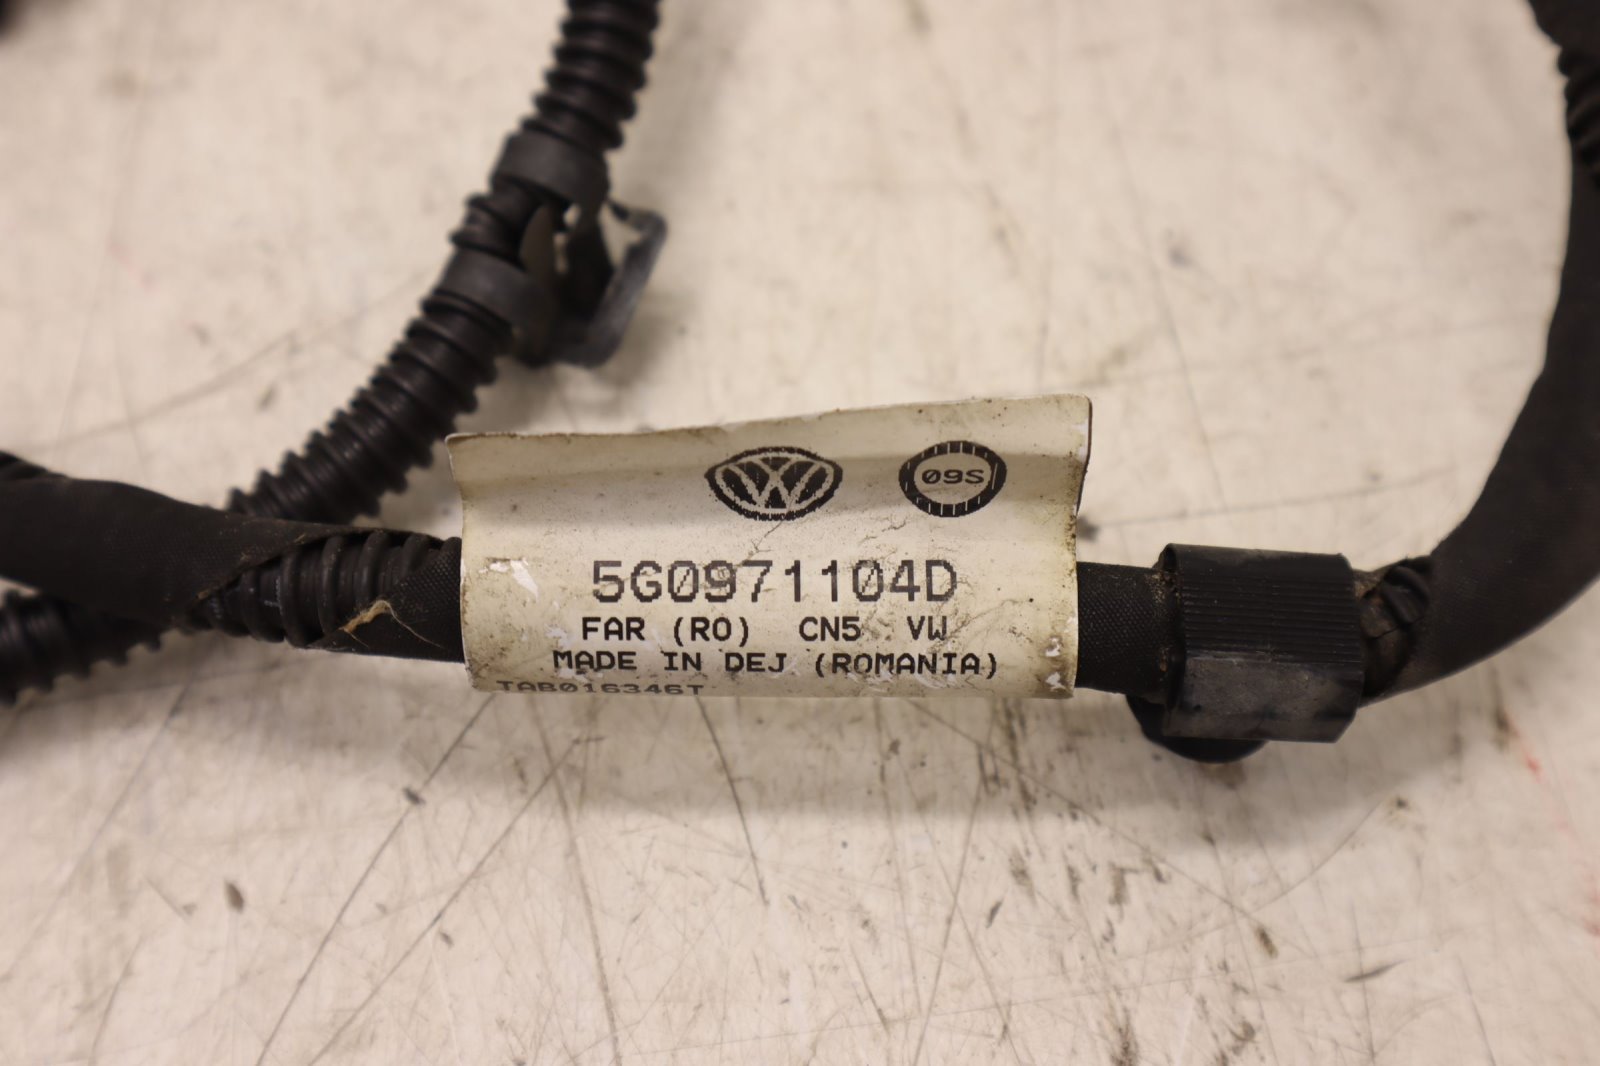 09S
5G0971104D
FAR (RO) CN5 VW
MADE IN DEJ (ROMANIA)
TAB016346T